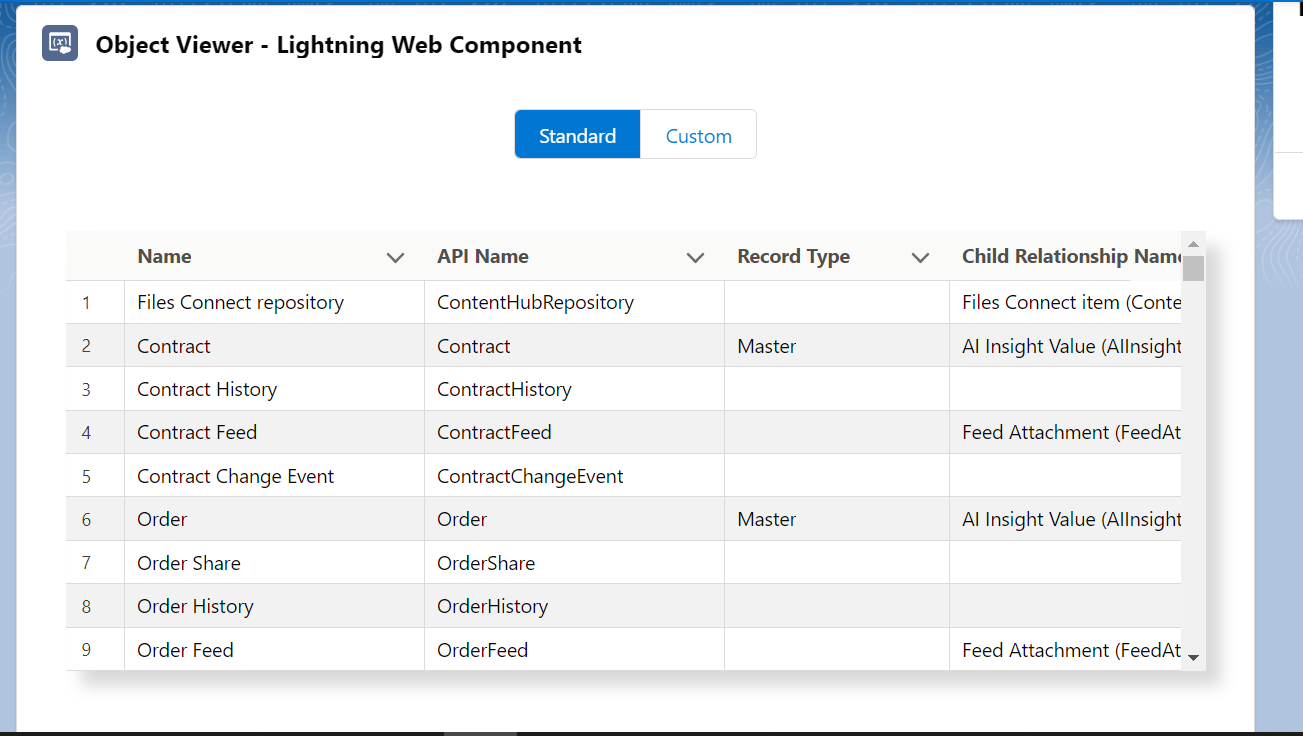 Object Viewer - Lightning Web Component
Standard Custom
Name API Name Record Type Child Relationship Name
1 Files Connect repository ContentHubRepository Files Connect item (Conte
2 Contract Contract Master AI Insight Value (AIInsight
3 Contract History ContractHistory
4 Contract Feed ContractFeed Feed Attachment (FeedAt
5 Contract Change Event ContractChangeEvent
6 Order Order Master AI Insight Value (AIInsight
7 Order Share OrderShare
8 Order History OrderHistory
9 Order Feed OrderFeed Feed Attachment (FeedAt